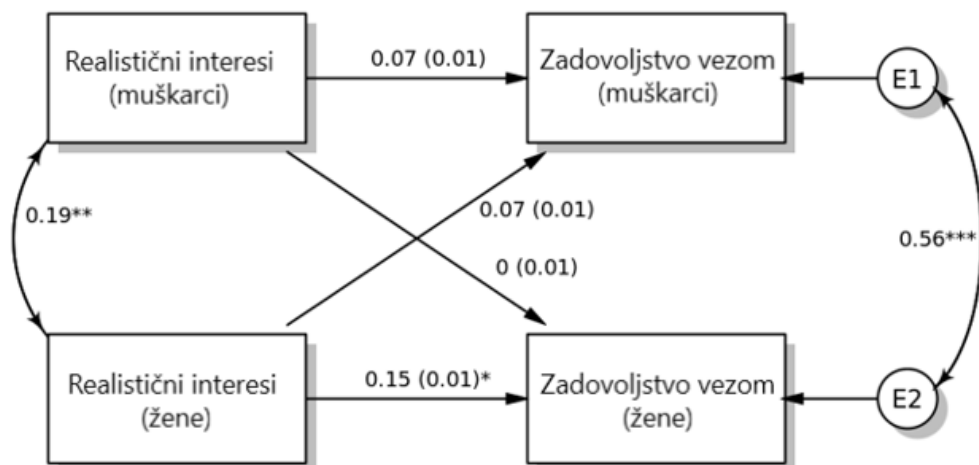 Realistični interesi
(muškarci)
0.07 (0.01)
Zadovoljstvo vezom
(muškarci)
E1
0.19**
0.07 (0.01)
0 (0.01)
0.56***
Realistični interesi
(žene)
0.15 (0.01)*
Zadovoljstvo vezom
(žene)
E2